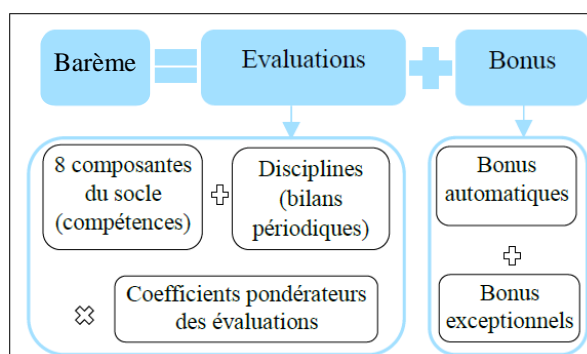 Barème
Evaluations
Bonus
8 composantes
du socle
(compétences)
Disciplines
(bilans
périodiques)
Coefficients pondérateurs
des évaluations
Bonus
automatiques
Bonus
exceptionnels